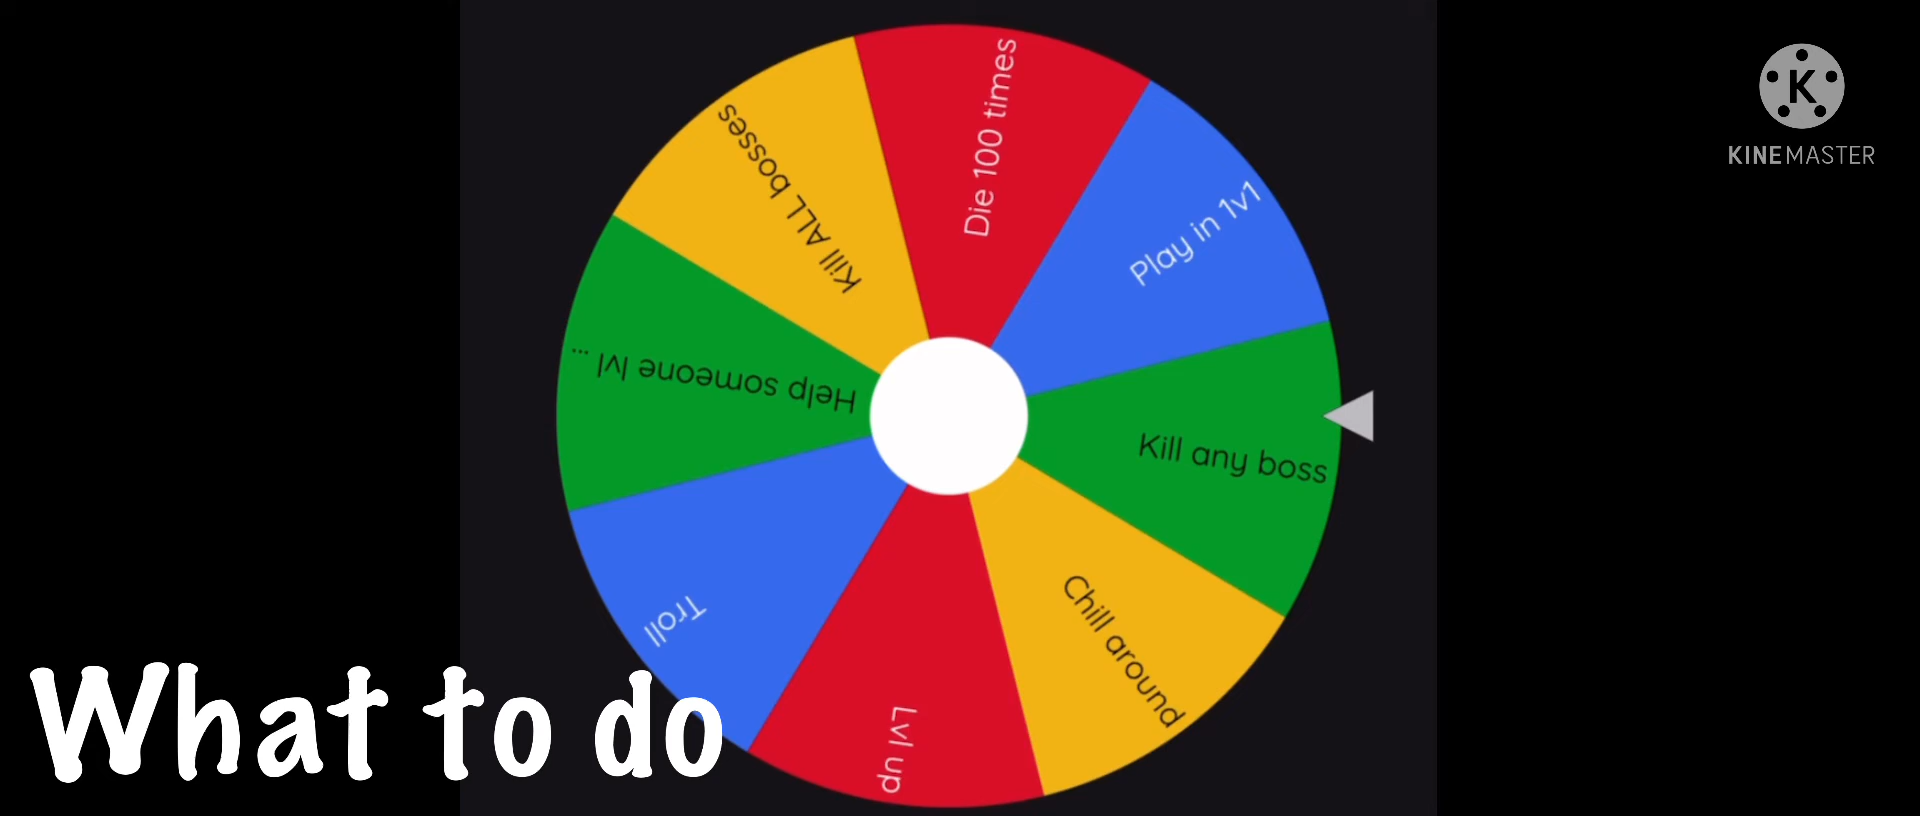 Die 100 times
Play in 1v1
Kill any boss
Chill around
Lvl up
Troll
Help someone lvl ...
Kill ALL bosses
What to do
K
KINEMASTER